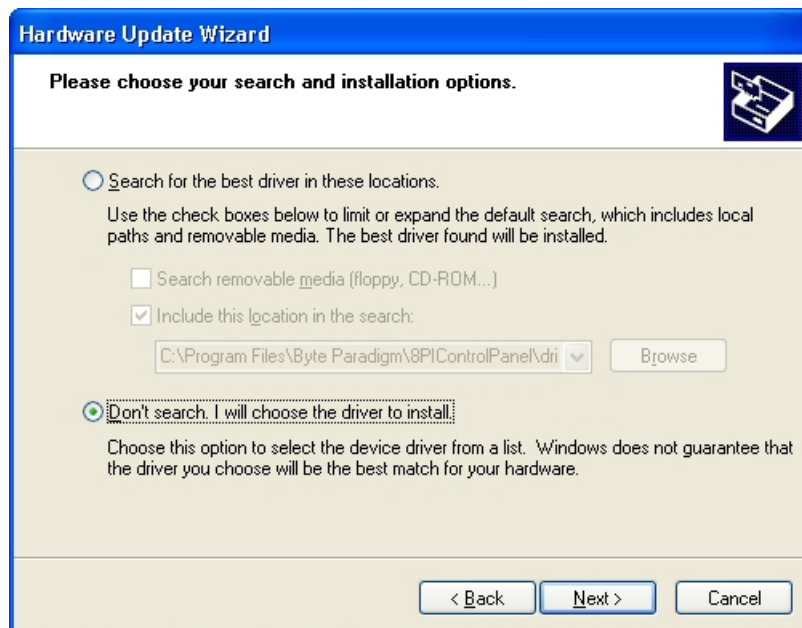 Hardware Update Wizard
Please choose your search and installation options.
Search for the best driver in these locations.
Use the check boxes below to limit or expand the default search, which includes local
paths and removable media. The best driver found will be installed.
Search removable media (floppy, CD-ROM...)
Include this location in the search:
C:\Program Files\Byte Paradigm\8PIControlPanel\dri
Browse
Don't search. I will choose the driver to install.
Choose this option to select the device driver from a list. Windows does not guarantee that
the driver you choose will be the best match for your hardware.
< Back Next > Cancel